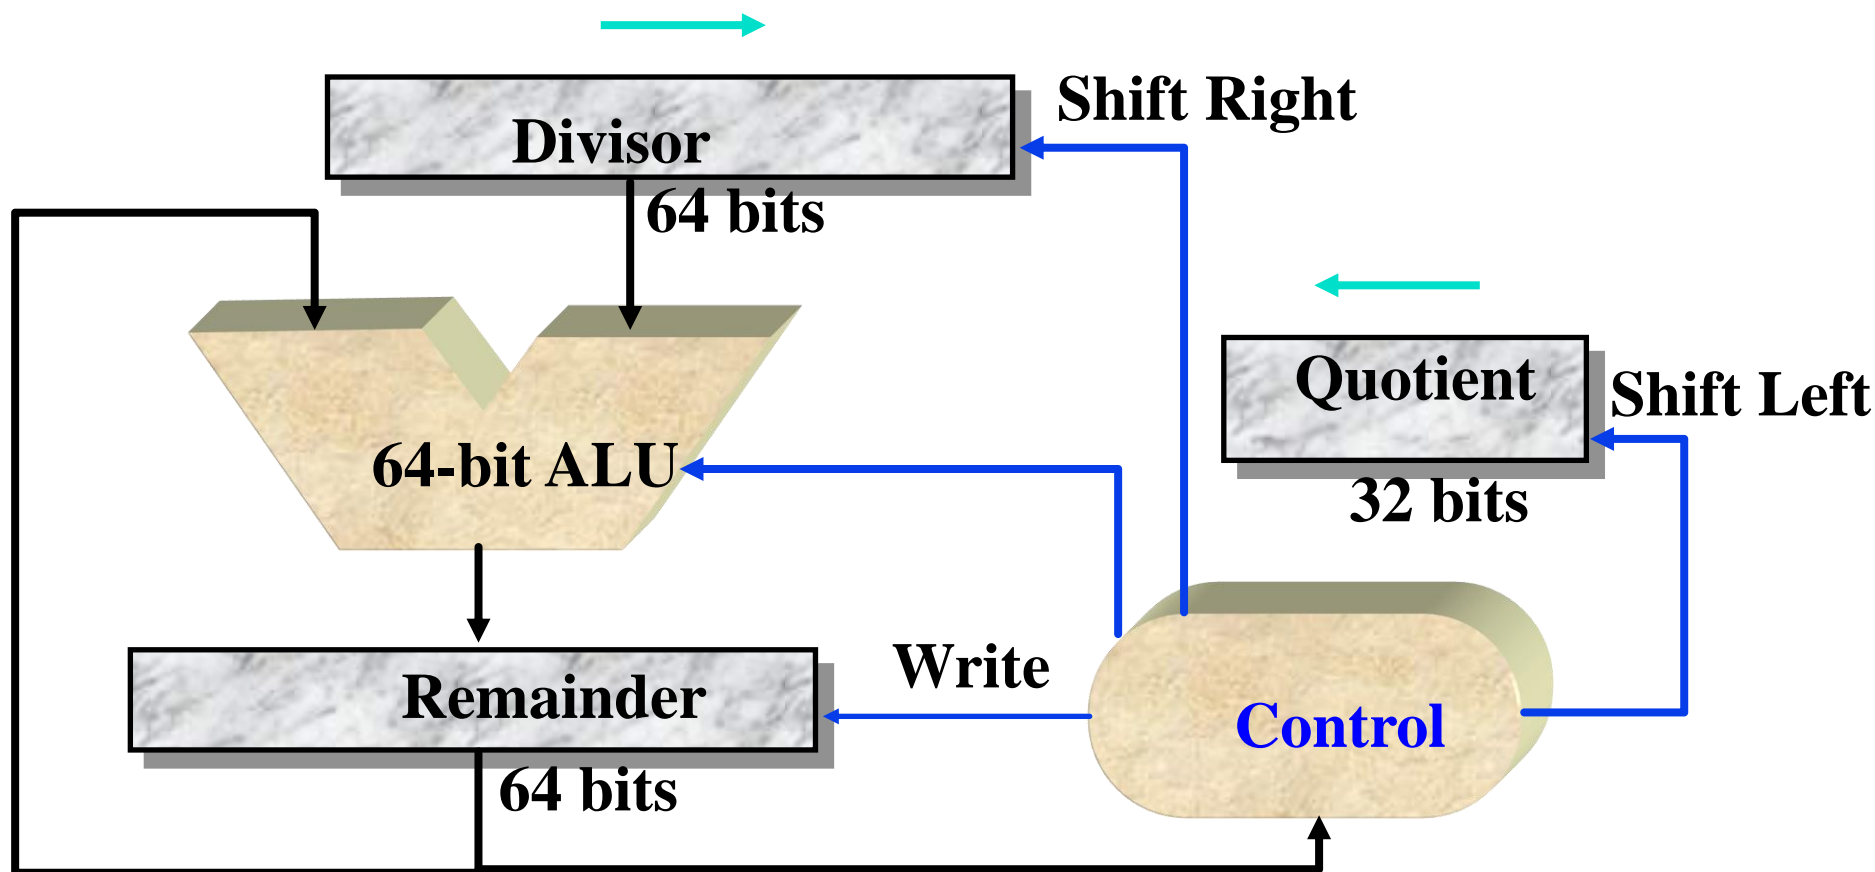 Shift Right
Divisor
64 bits
Quotient
Shift Left
64-bit ALU
32 bits
Write
Remainder
Control
64 bits